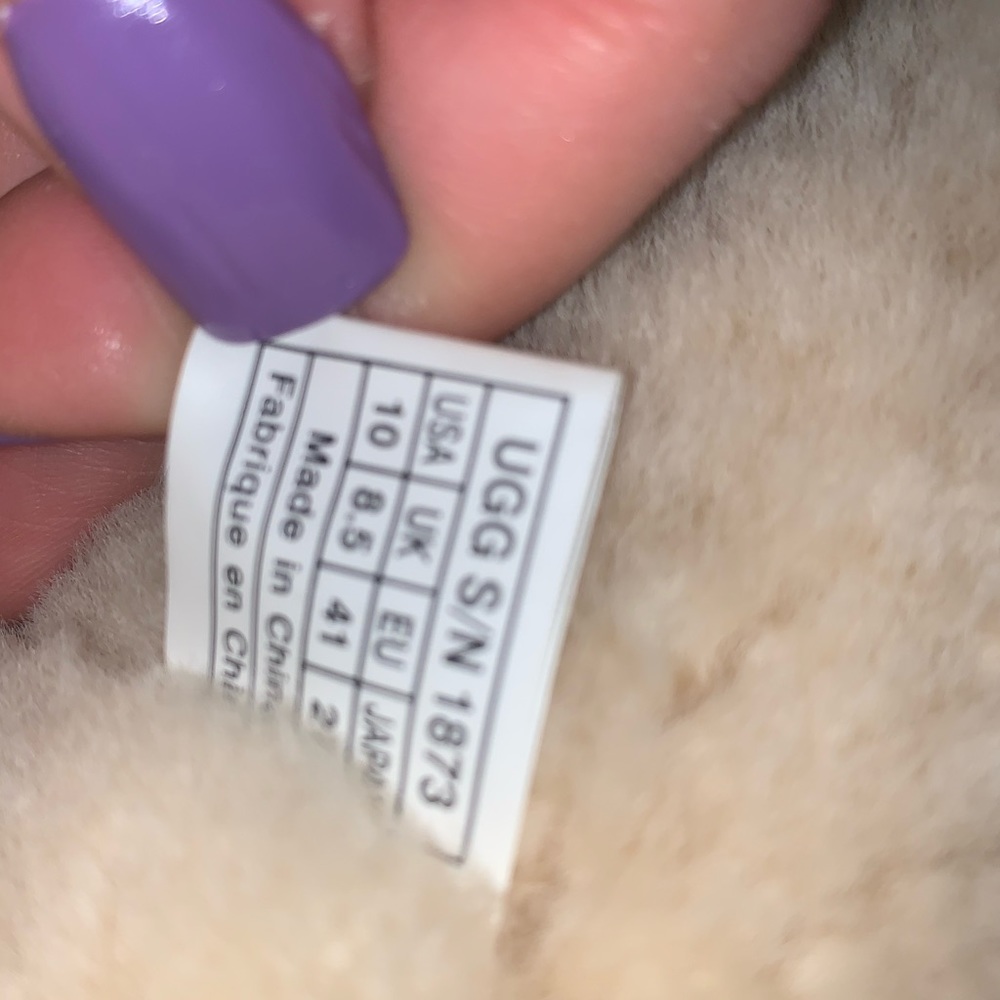 UGG S/N 1873
USA UK EU
10 8.5 41
Made in
Fabrique en